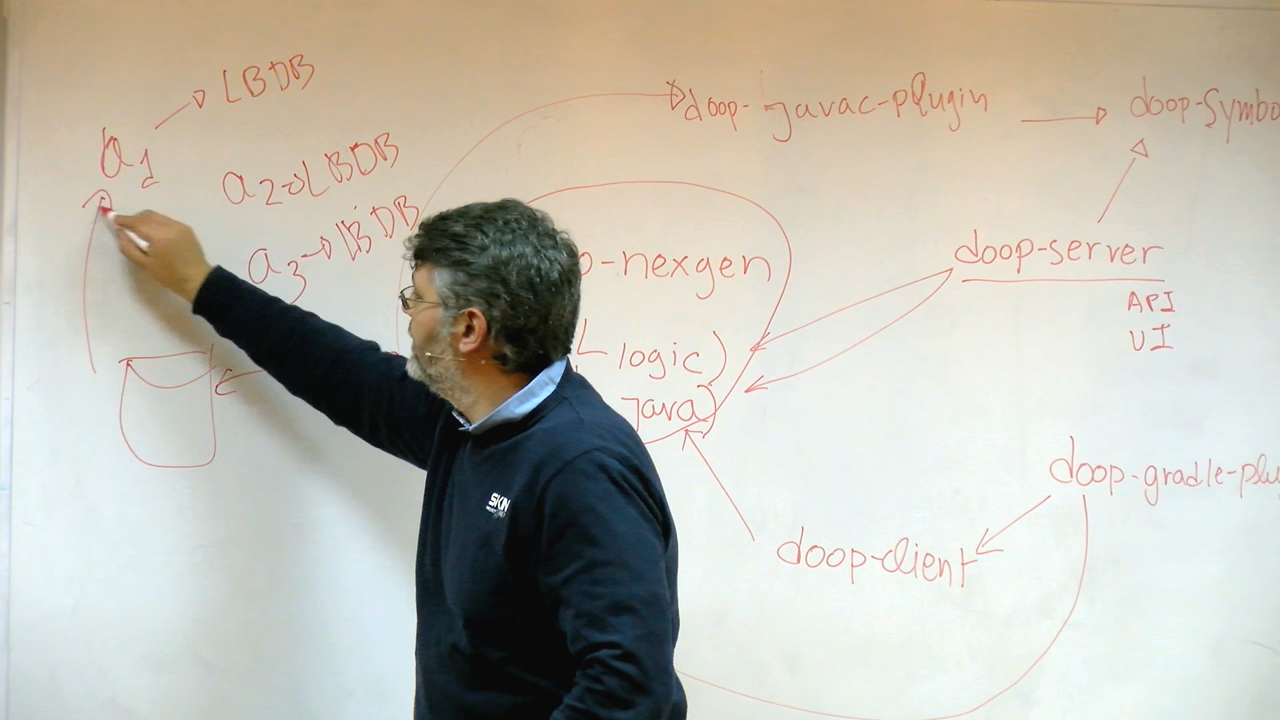 LBDB
a1
a2→LBDB
a3→LBDB
doop-javac-plugin
doop-Symbo
-nexgen
logic)
java)
doop-server
API
UI
doop-gradle-plu
doop-client
SKIN